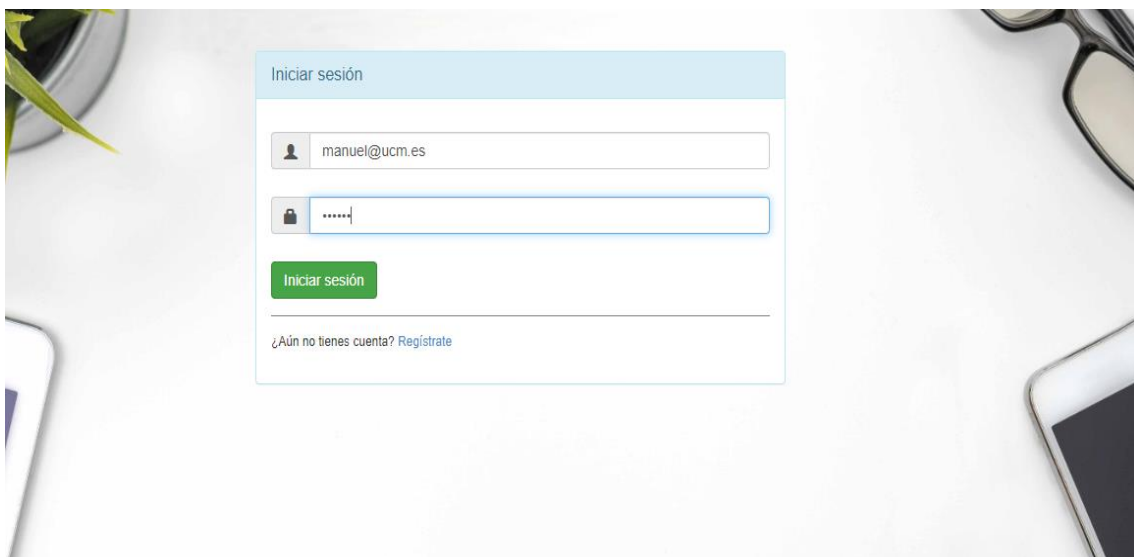 Iniciar sesión
manuel@ucm.es
••••••
Iniciar sesión
¿Aún no tienes cuenta? Regístrate